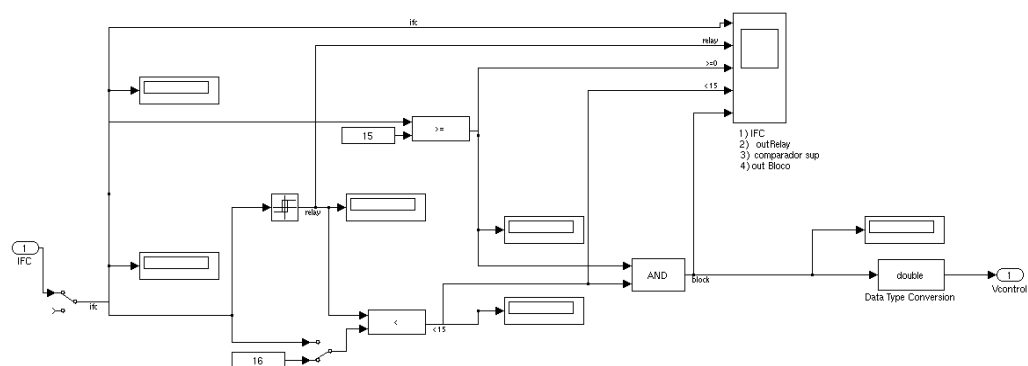 ifc
relay
>=0
<15
15
>=
1) IFC
2) outRelay
3) comparador sup
4) out Bloco
relay
1
IFC
ifc
<
<15
16
AND
block
double
Data Type Conversion
1
Vcontrol